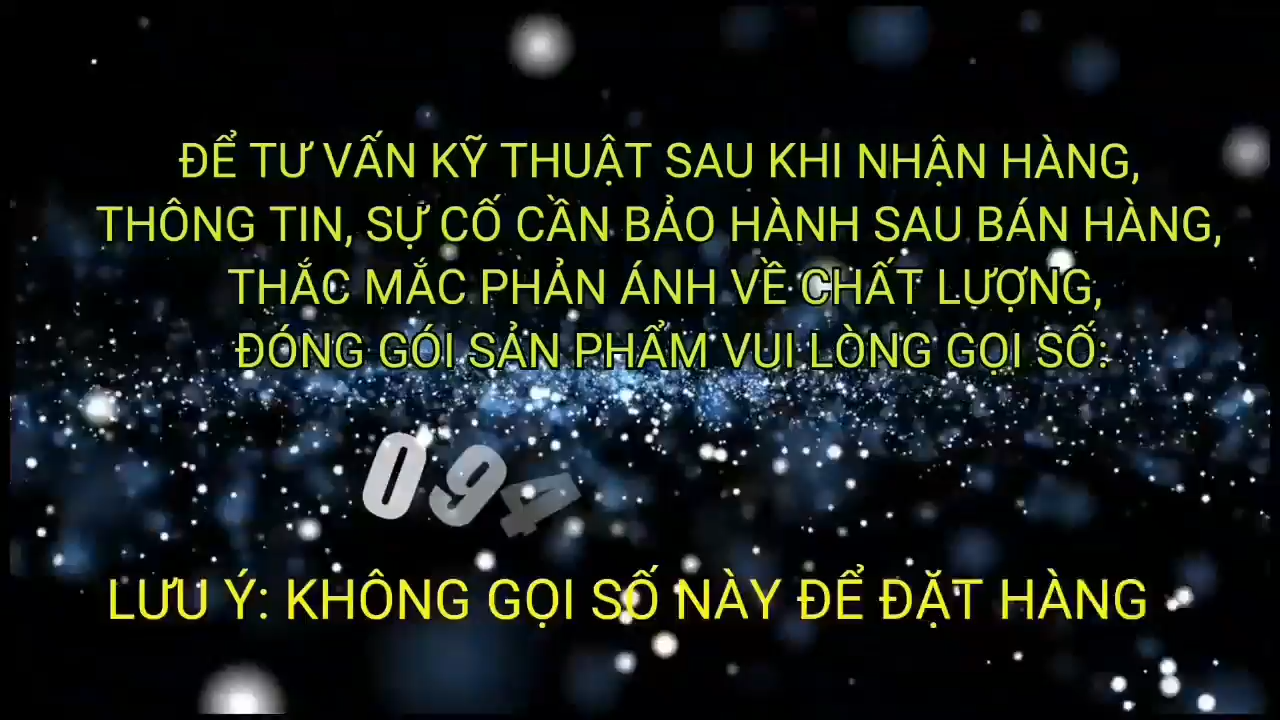 ĐỂ TƯ VẤN KỸ THUẬT SAU KHI NHẬN HÀNG,
THÔNG TIN, SỰ CỐ CẦN BẢO HÀNH SAU BÁN HÀNG,
THẮC MẮC PHẢN ÁNH VỀ CHẤT LƯỢNG,
ĐÓNG GÓI SẢN PHẨM VUI LÒNG GỌI SỐ:
094
LƯU Ý: KHÔNG GỌI SỐ NÀY ĐỂ ĐẶT HÀNG